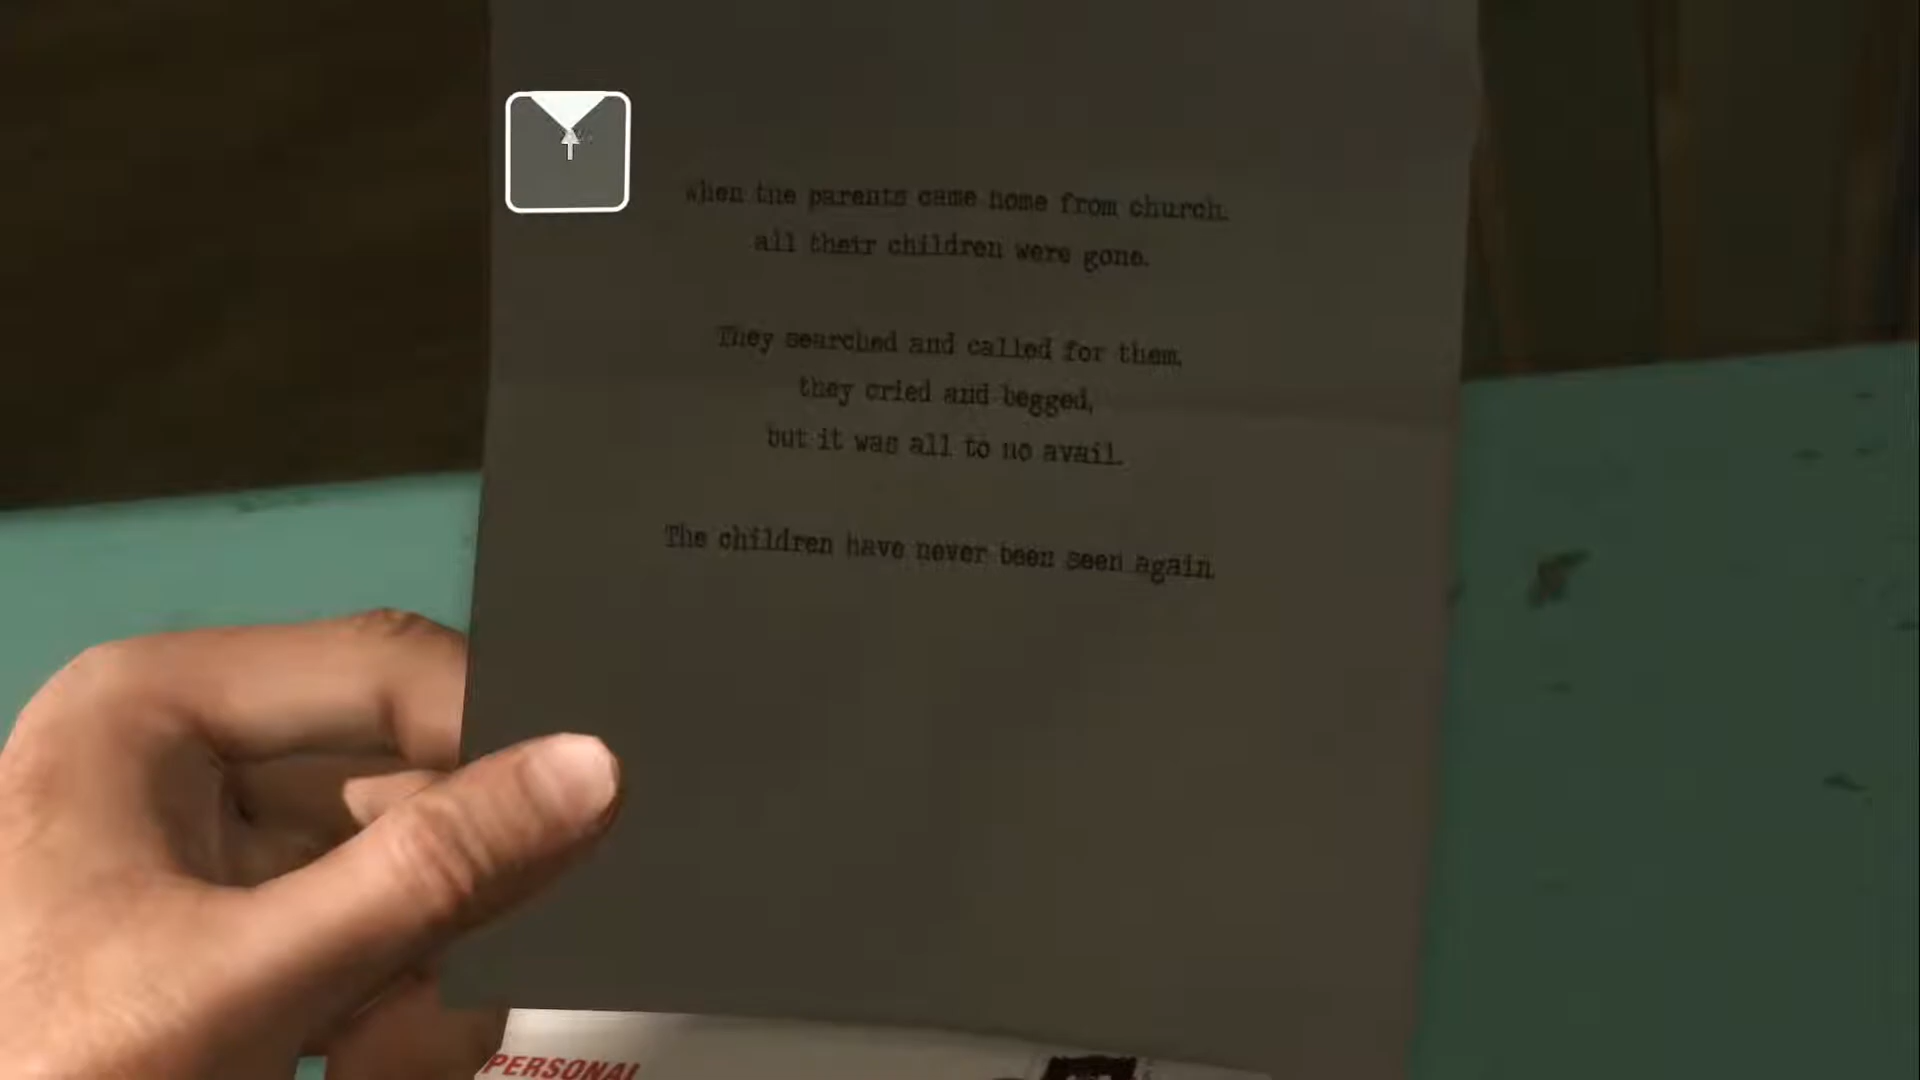 When the parents came home from church.
all their children were gone.
They searched and called for them,
they cried and begged,
but it was all to no avail.
The children have never been seen again.
PERSONAL